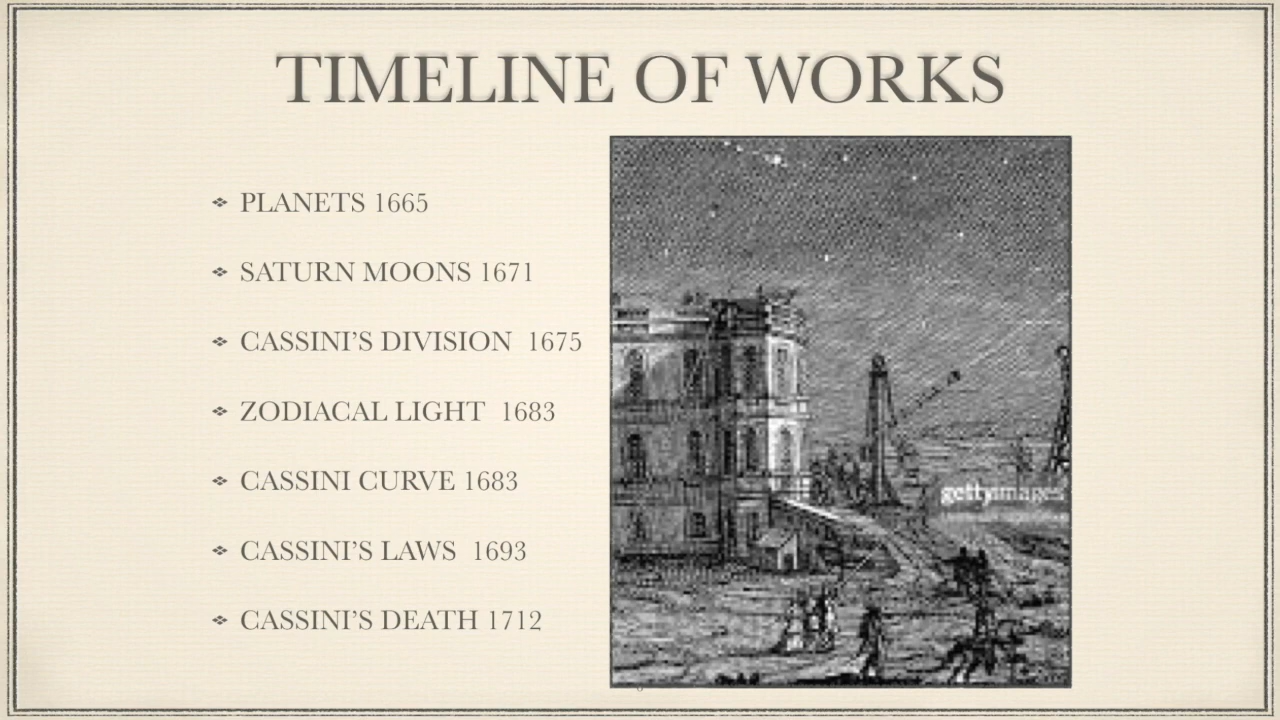 TIMELINE OF WORKS
PLANETS 1665
SATURN MOONS 1671
CASSINI'S DIVISION 1675
ZODIACAL LIGHT 1683
CASSINI CURVE 1683
CASSINI'S LAWS 1693
CASSINI'S DEATH 1712
gettyimages